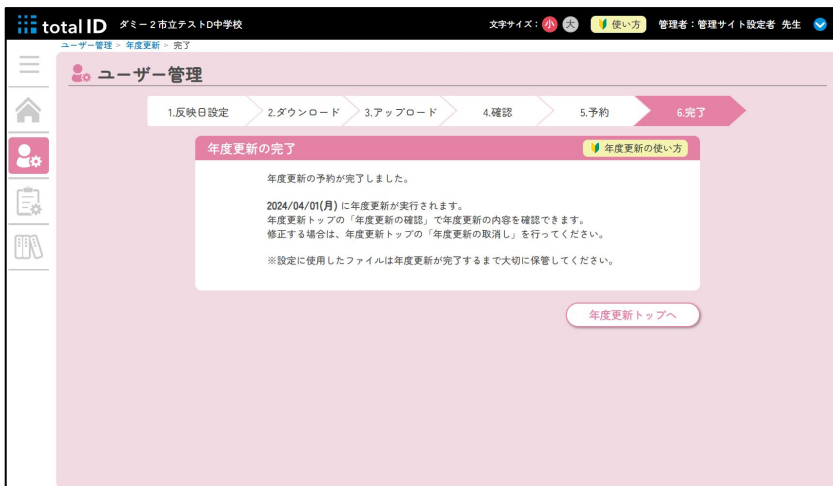 total ID ダミー2市立テストD中学校 文字サイズ：小 大 使い方 管理者：管理サイト設定者 先生
ユーザー管理 > 年度更新 > 完了
ユーザー管理
1.反映日設定 2.ダウンロード 3.アップロード 4.確認 5.予約 6.完了
年度更新の完了 年度更新の使い方
年度更新の予約が完了しました。
2024/04/01(月) に年度更新が実行されます。
年度更新トップの「年度更新の確認」で年度更新の内容を確認できます。
修正する場合は、年度更新トップの「年度更新の取消し」を行ってください。
※設定に使用したファイルは年度更新が完了するまで大切に保管してください。
年度更新トップへ